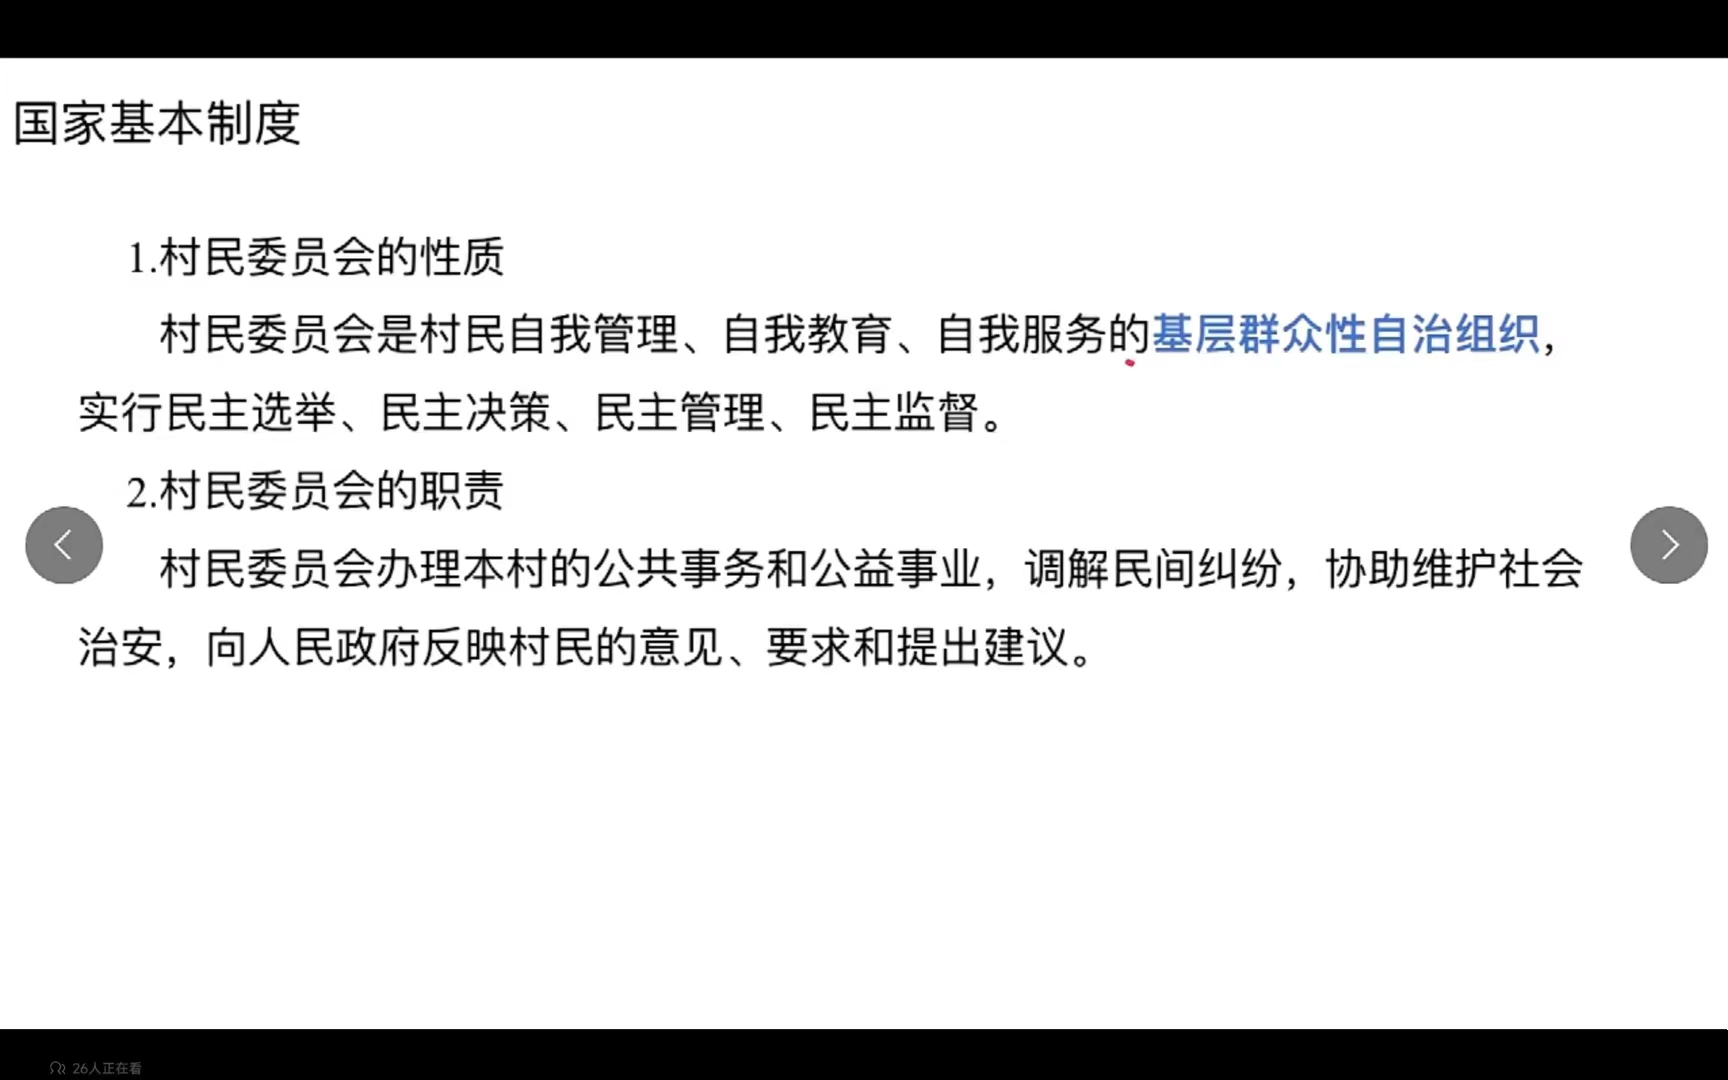 国家基本制度
1.村民委员会的性质
村民委员会是村民自我管理、自我教育、自我服务的基层群众性自治组织，
实行民主选举、民主决策、民主管理、民主监督。
2.村民委员会的职责
村民委员会办理本村的公共事务和公益事业，调解民间纠纷，协助维护社会
治安，向人民政府反映村民的意见、要求和提出建议。
26人正在看